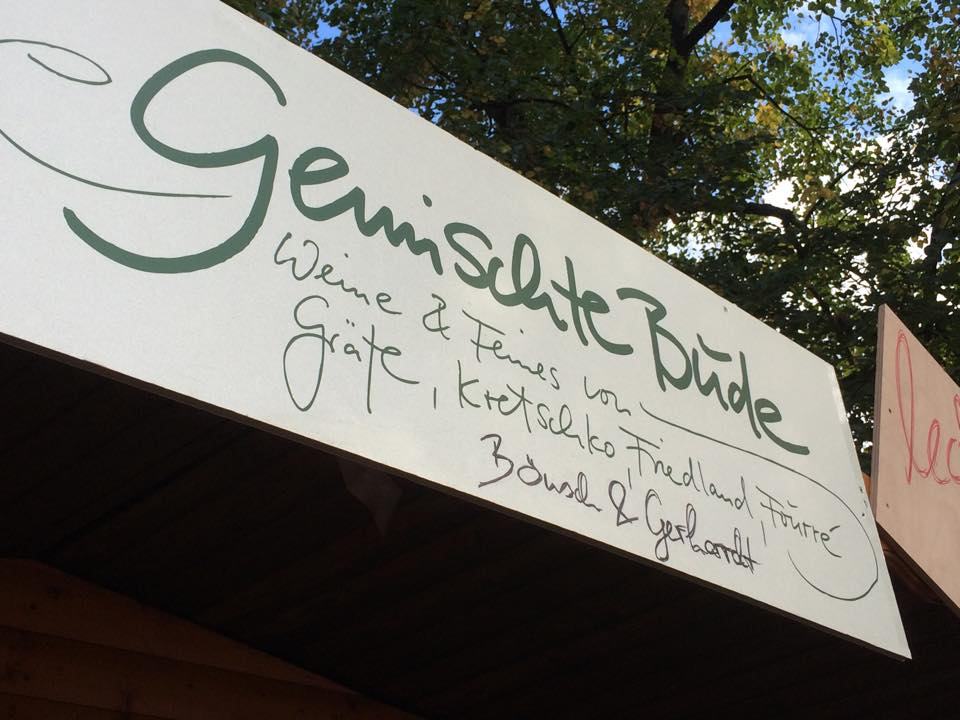 Gemischte Bude
Weine & Feines von
Gräfe, Kretschko, Friedland, Fourré
Bönsch & Gerhardt